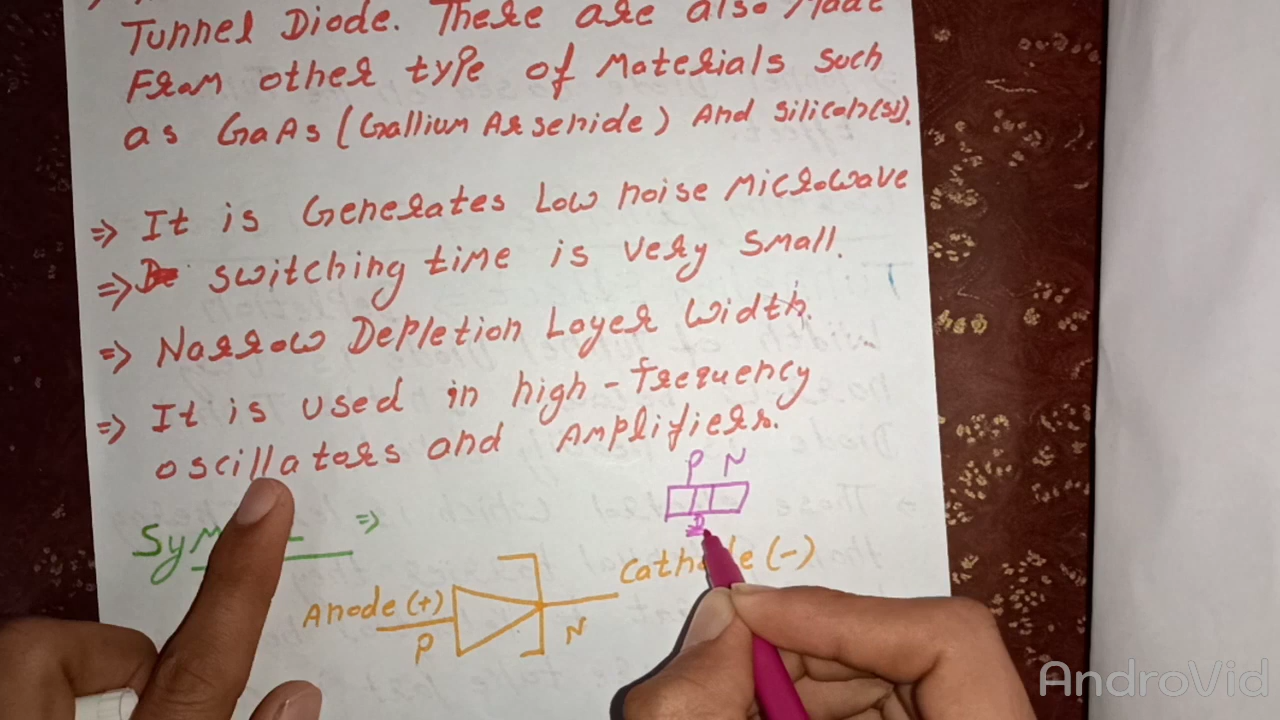 Tunnel Diode. These are also Made
From other type of Materials such
as GaAs (Gallium Arsenide) And Silicon(si).
⇒ It is Generates Low noise Microwave
⇒ switching time is very small.
⇒ Narrow Depletion Layer Width.
⇒ It is used in high-frequency
oscillators and Amplifiers.
P N
D
⇒
Cathode (-)
Anode (+)
P
N
AndroVid